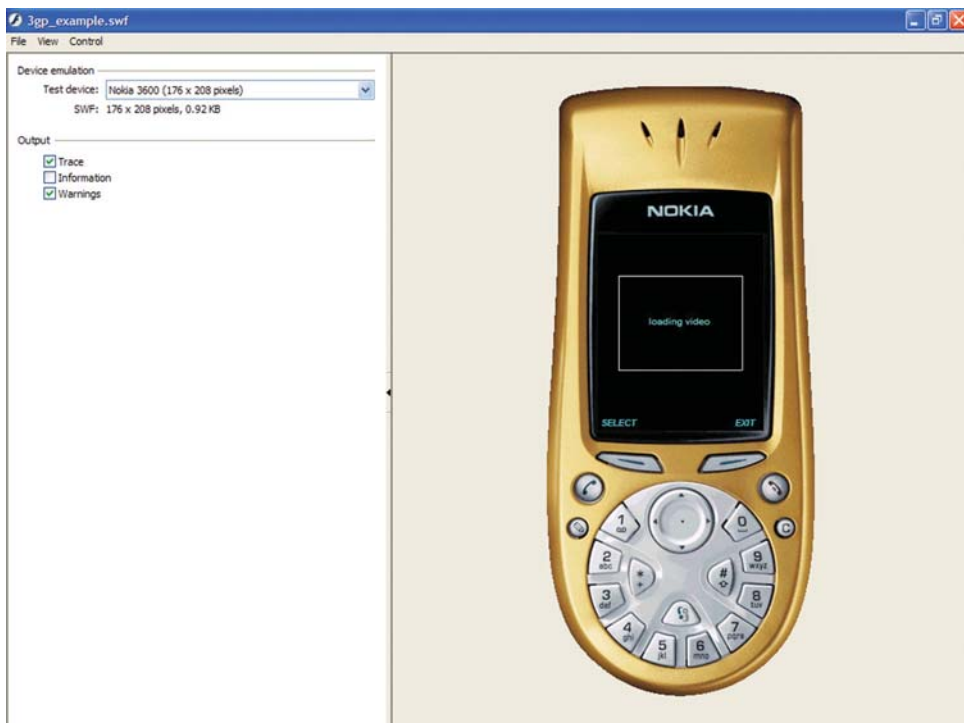 3gp_example.swf
File View Control
Device emulation
Test device: Nokia 3600 (176 x 208 pixels)
SWF: 176 x 208 pixels, 0.92 KB
Output
Trace
Information
Warnings
NOKIA
loading video
SELECT EXIT
1
0
C
2 abc
* +
#
9 wxyz
3 def
8 tuv
4 ghi
7 pqrs
5 jkl
6 mno